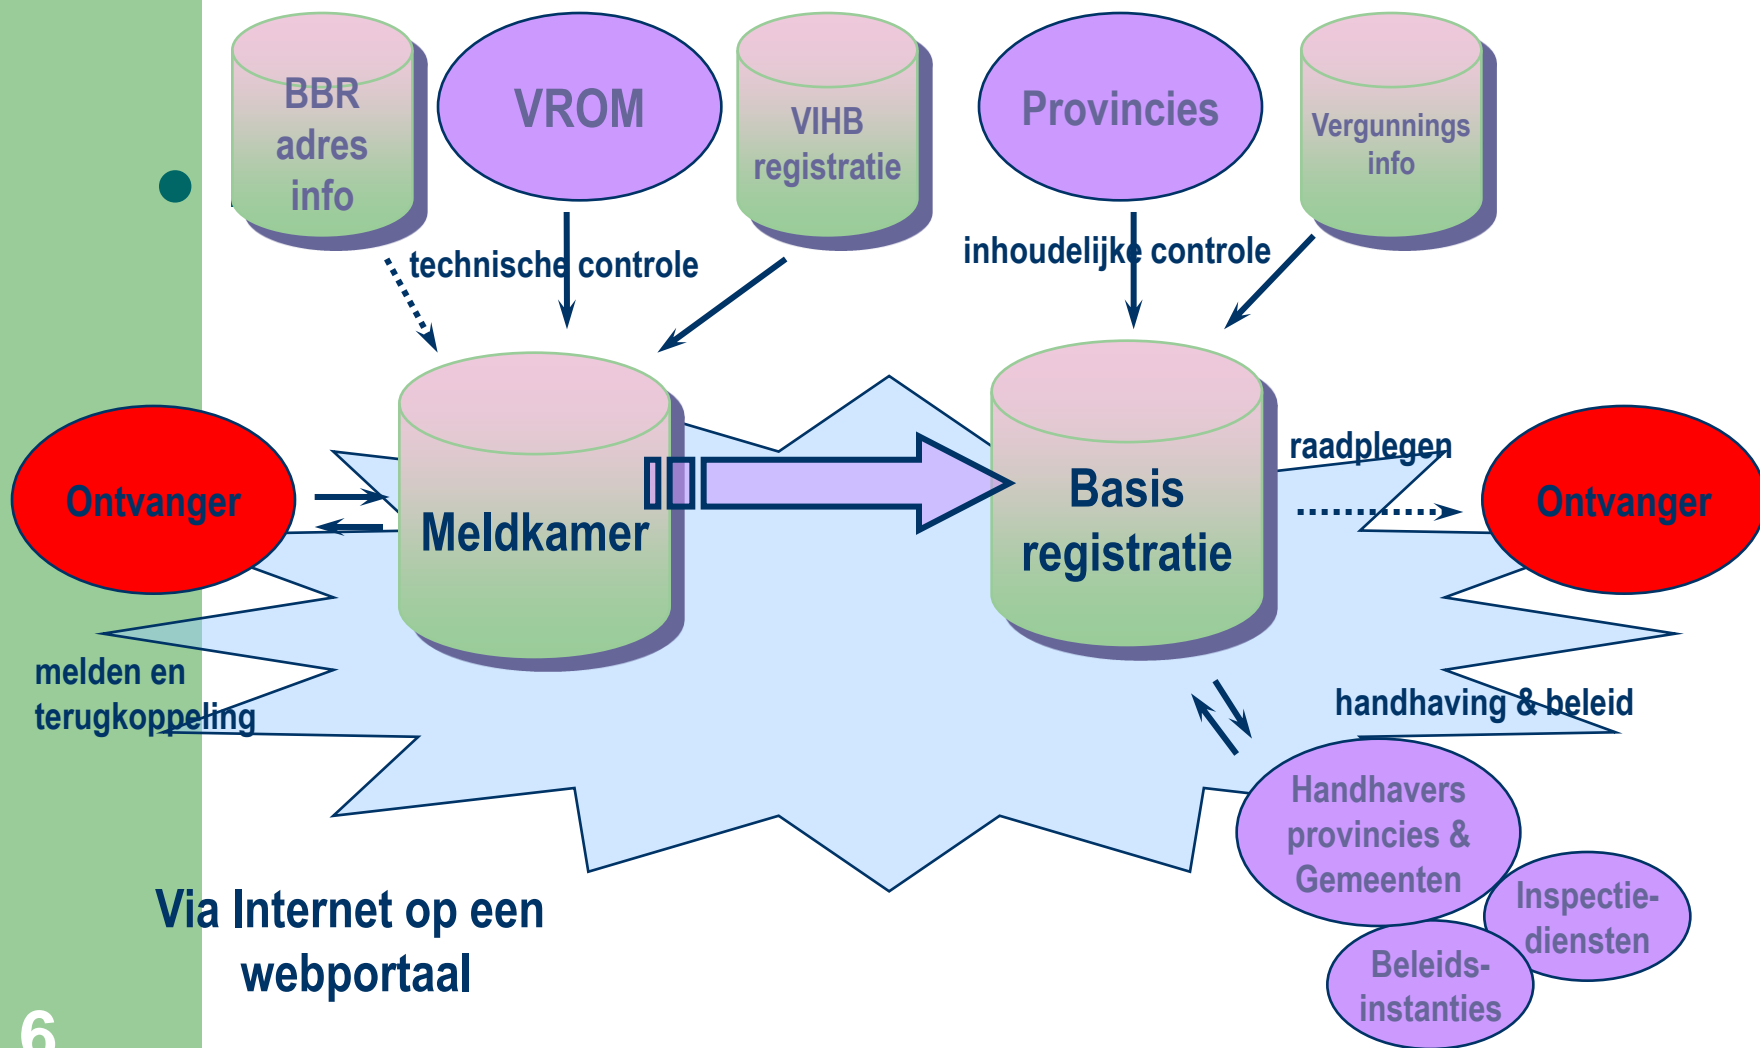 BBR
adres
info
VROM
VIHB
registratie
Provincies
Vergunnings
info
technische controle
inhoudelijke controle
Ontvanger
Meldkamer
Basis
registratie
raadplegen
Ontvanger
melden en
terugkoppeling
handhaving & beleid
Handhavers
provincies &
Gemeenten
Inspectie-
diensten
Beleids-
instanties
Via Internet op een
webportaal
6